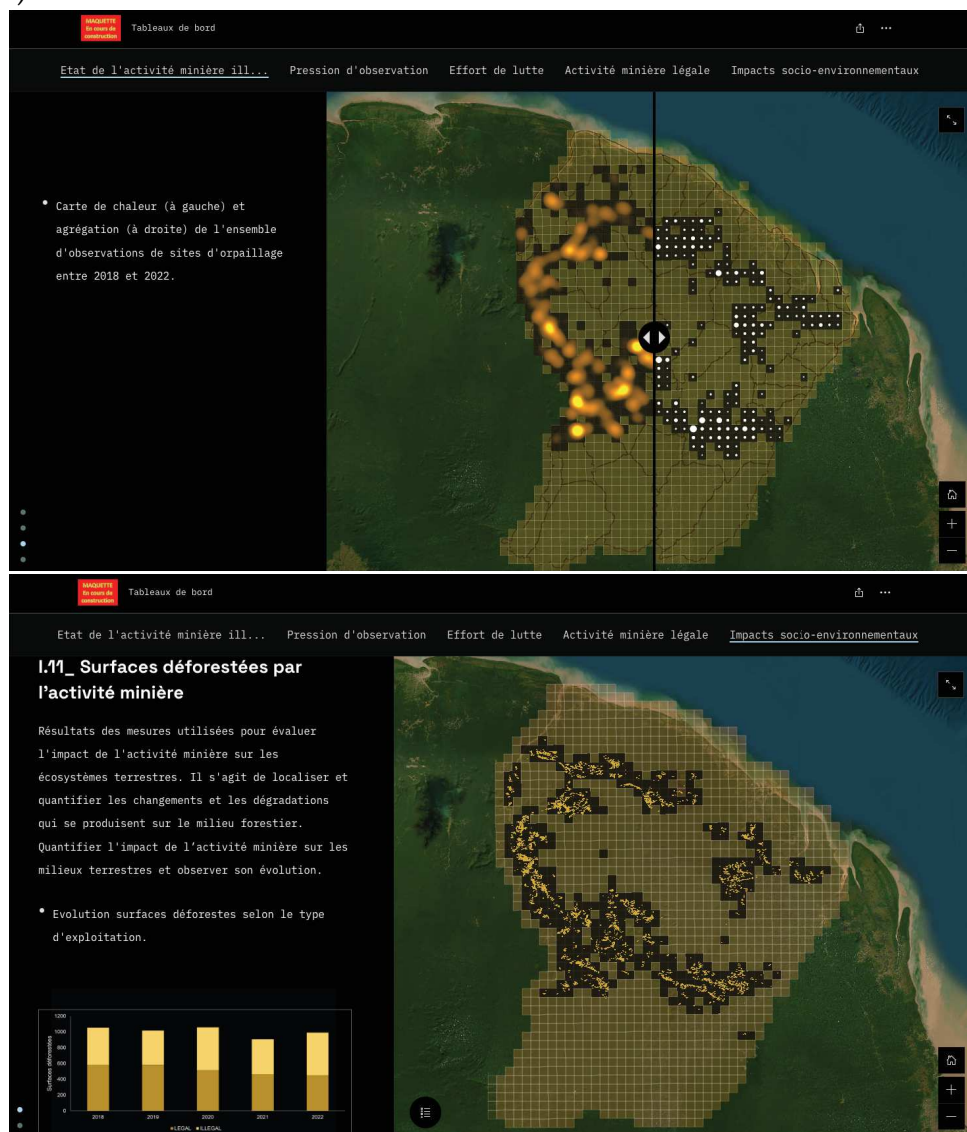 MAQUETTE
En cours de
construction
Tableaux de bord
Etat de l'activité minière ill...
Pression d'observation
Effort de lutte
Activité minière légale
Impacts socio-environnementaux
• Carte de chaleur (à gauche) et
agrégation (à droite) de l'ensemble
d'observations de sites d'orpaillage
entre 2018 et 2022.
MAQUETTE
En cours de
construction
Tableaux de bord
Etat de l'activité minière ill...
Pression d'observation
Effort de lutte
Activité minière légale
Impacts socio-environnementaux
I.11_ Surfaces déforestées par
l'activité minière
Résultats des mesures utilisées pour évaluer
l'impact de l'activité minière sur les
écosystèmes terrestres. Il s'agit de localiser et
quantifier les changements et les dégradations
qui se produisent sur le milieu forestier.
Quantifier l'impact de l’activité minière sur les
milieux terrestres et observer son évolution.
• Evolution surfaces déforestes selon le type
d'exploitation.
Surfaces déforestées
1200
1000
800
600
400
200
0
2018
2019
2020
2021
2022
LEGAL
ILLEGAL